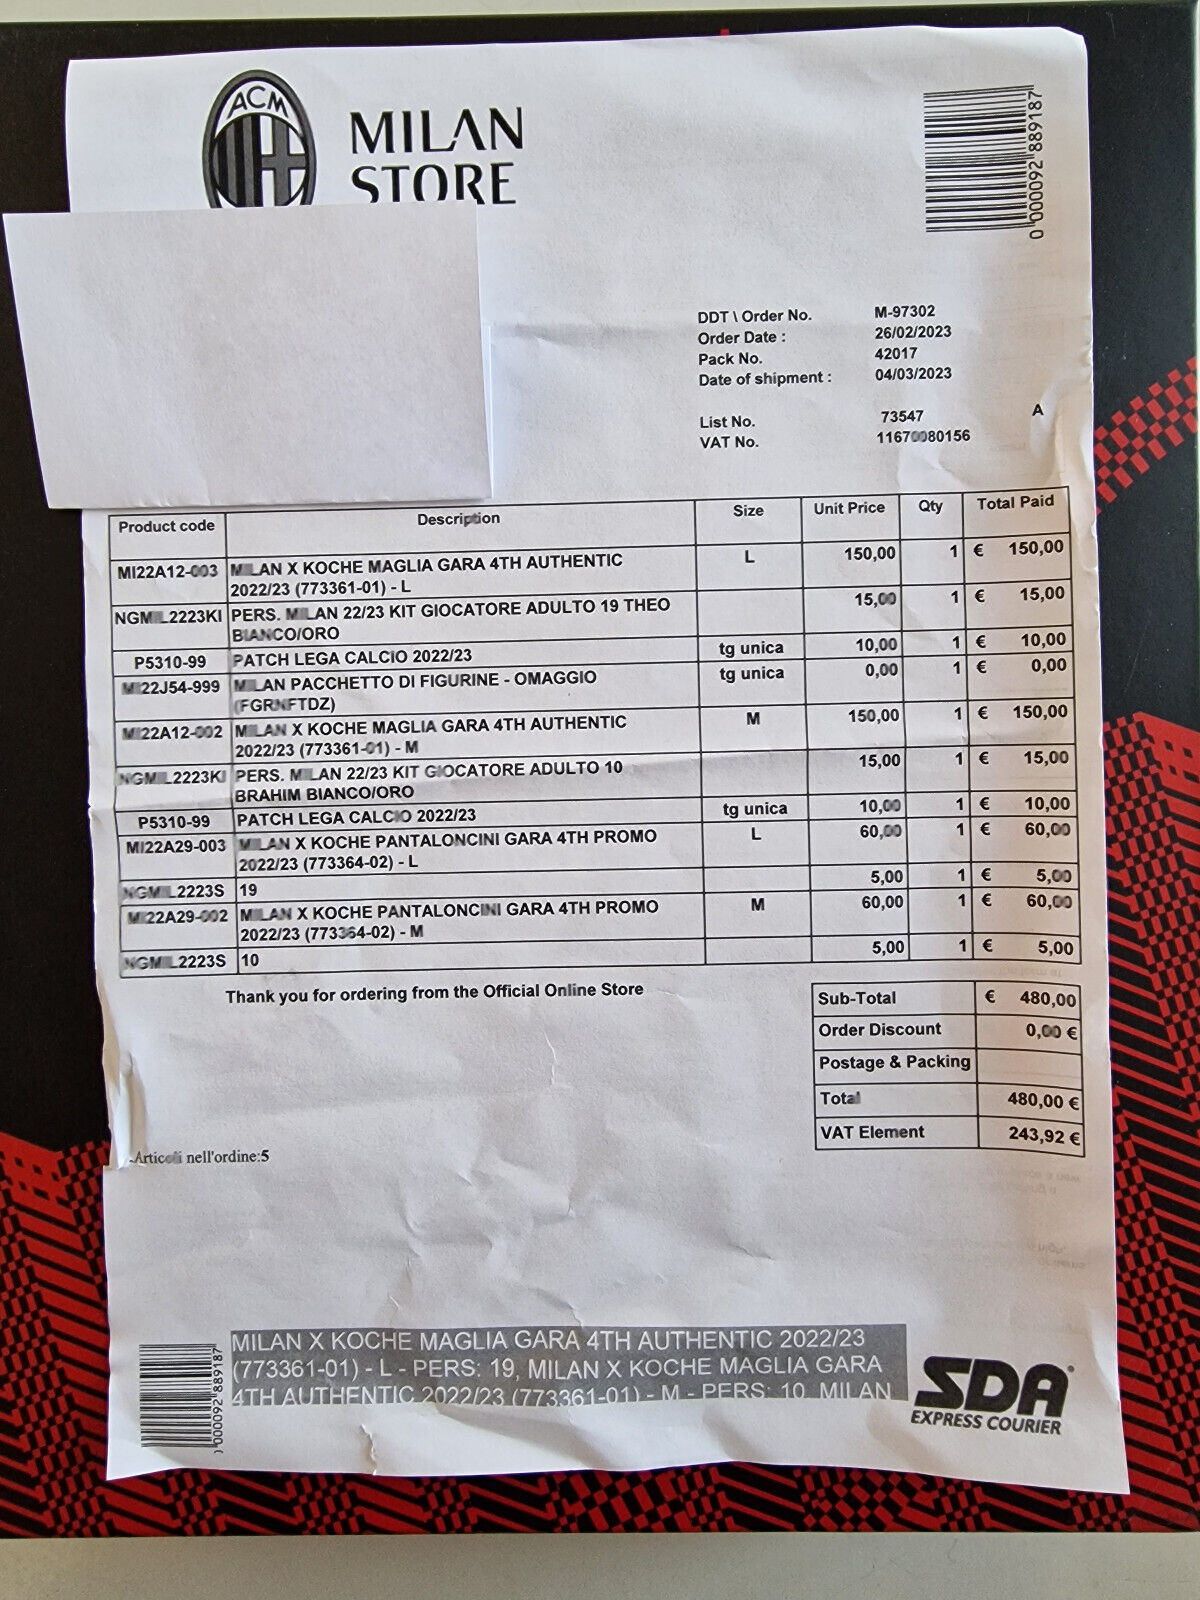 ACM
MILAN
STORE
0 000092 889187
DDT \ Order No. M-97302
Order Date : 26/02/2023
Pack No. 42017
Date of shipment : 04/03/2023
List No. 73547 A
VAT No. 11670080156
Product code Description Size Unit Price Qty Total Paid
MI22A12-003 MILAN X KOCHE MAGLIA GARA 4TH AUTHENTIC L 150,00 1 € 150,00
2022/23 (773361-01) - L
NGMIL2223KI PERS. MILAN 22/23 KIT GIOCATORE ADULTO 19 THEO 15,00 1 € 15,00
BIANCO/ORO
P5310-99 PATCH LEGA CALCIO 2022/23 tg unica 10,00 1 € 10,00
MI22J54-999 MILAN PACCHETTO DI FIGURINE - OMAGGIO tg unica 0,00 1 € 0,00
(FGRNFTDZ)
MI22A12-002 MILAN X KOCHE MAGLIA GARA 4TH AUTHENTIC M 150,00 1 € 150,00
2022/23 (773361-01) - M
NGMIL2223KI PERS. MILAN 22/23 KIT GIOCATORE ADULTO 10 15,00 1 € 15,00
BRAHIM BIANCO/ORO
P5310-99 PATCH LEGA CALCIO 2022/23 tg unica 10,00 1 € 10,00
MI22A29-003 MILAN X KOCHE PANTALONCINI GARA 4TH PROMO L 60,00 1 € 60,00
2022/23 (773364-02) - L
NGMIL2223S 19 5,00 1 € 5,00
MI22A29-002 MILAN X KOCHE PANTALONCINI GARA 4TH PROMO M 60,00 1 € 60,00
2022/23 (773364-02) - M
NGMIL2223S 10 5,00 1 € 5,00
Thank you for ordering from the Official Online Store
Sub-Total € 480,00
Order Discount 0,00 €
Postage & Packing
Total 480,00 €
VAT Element 243,92 €
Articoli nell'ordine:5
000092 889187
MILAN X KOCHE MAGLIA GARA 4TH AUTHENTIC 2022/23
(773361-01) - L - PERS: 19, MILAN X KOCHE MAGLIA GARA
4TH AUTHENTIC 2022/23 (773361-01) - M - PERS: 10, MILAN
SDA
EXPRESS COURIER